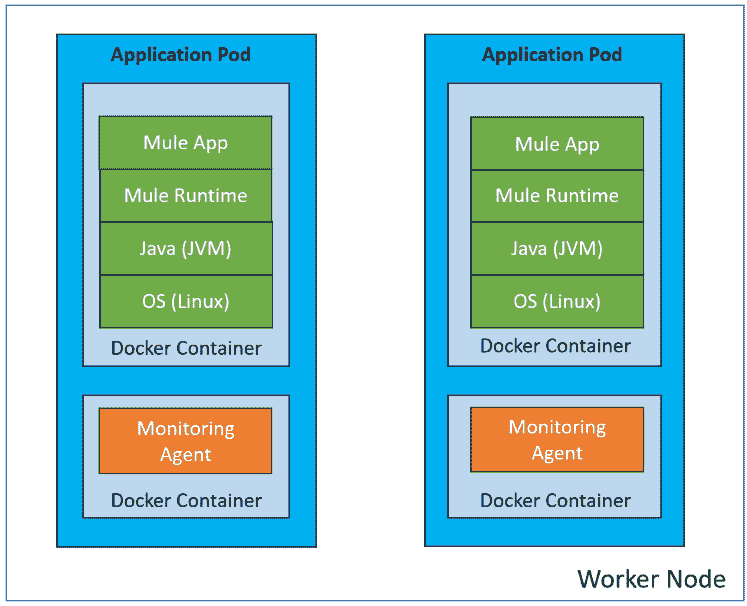 Application Pod
Mule App
Mule Runtime
Java (JVM)
OS (Linux)
Docker Container
Monitoring
Agent
Docker Container
Application Pod
Mule App
Mule Runtime
Java (JVM)
OS (Linux)
Docker Container
Monitoring
Agent
Docker Container
Worker Node